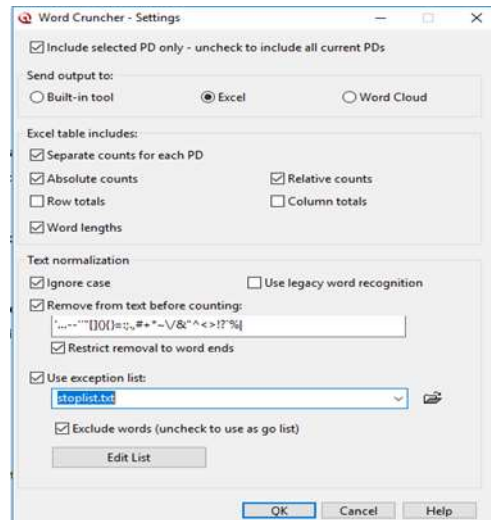 Word Cruncher - Settings
Include selected PD only - uncheck to include all current PDs
Send output to:
Built-in tool Excel Word Cloud
Excel table includes:
Separate counts for each PD
Absolute counts Relative counts
Row totals Column totals
Word lengths
Text normalization
Ignore case Use legacy word recognition
Remove from text before counting:
Restrict removal to word ends
Use exception list:
stoplist.txt
Exclude words (uncheck to use as go list)
Edit List
OK Cancel Help